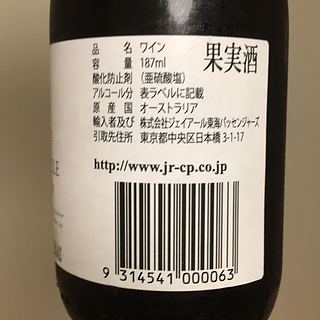 品名 ワイン
果実酒
容量 187ml
酸化防止剤 (亜硫酸塩)
アルコール分 表ラベルに記載
原産国 オーストラリア
輸入者及び 株式会社ジェイアール東海パッセンジャーズ
引取先住所 東京都中央区日本橋3-1-17
http://www.jr-cp.co.jp
9 314541 000063